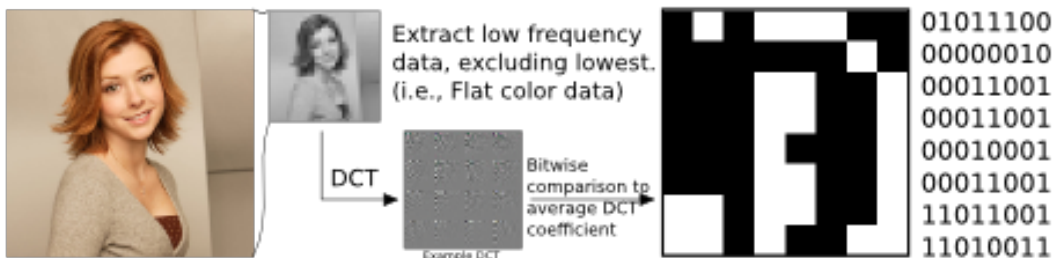 Extract low frequency
data, excluding lowest.
(i.e., Flat color data)
DCT
Example DCT
Bitwise
comparison to
average DCT
coefficient
01011100
00000010
00011001
00011001
00010001
00011001
11011001
11010011